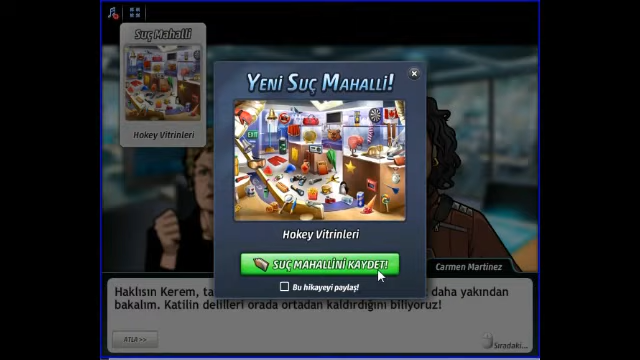 Suç Mahalli
Hokey Vitrinleri
YENİ SUÇ MAHALLİ!
Hokey Vitrinleri
SUÇ MAHALLİNİ KAYDET!
Bu hikayeyi paylaş!
Carmen Martinez
Haklısın Kerem, ta daha yakından
bakalım. Katilin delilleri orada ortadan kaldırdığını biliyoruz!
ATLA >>
Sıradaki...